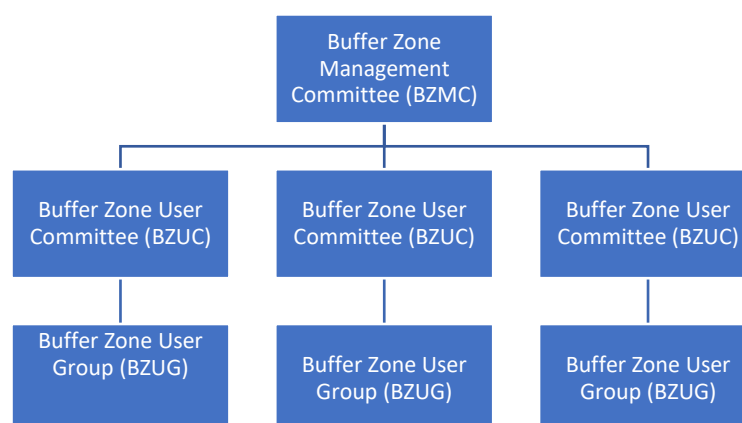 Buffer Zone
Management
Committee (BZMC)
Buffer Zone User
Committee (BZUC)
Buffer Zone User
Committee (BZUC)
Buffer Zone User
Committee (BZUC)
Buffer Zone User
Group (BZUG)
Buffer Zone User
Group (BZUG)
Buffer Zone User
Group (BZUG)